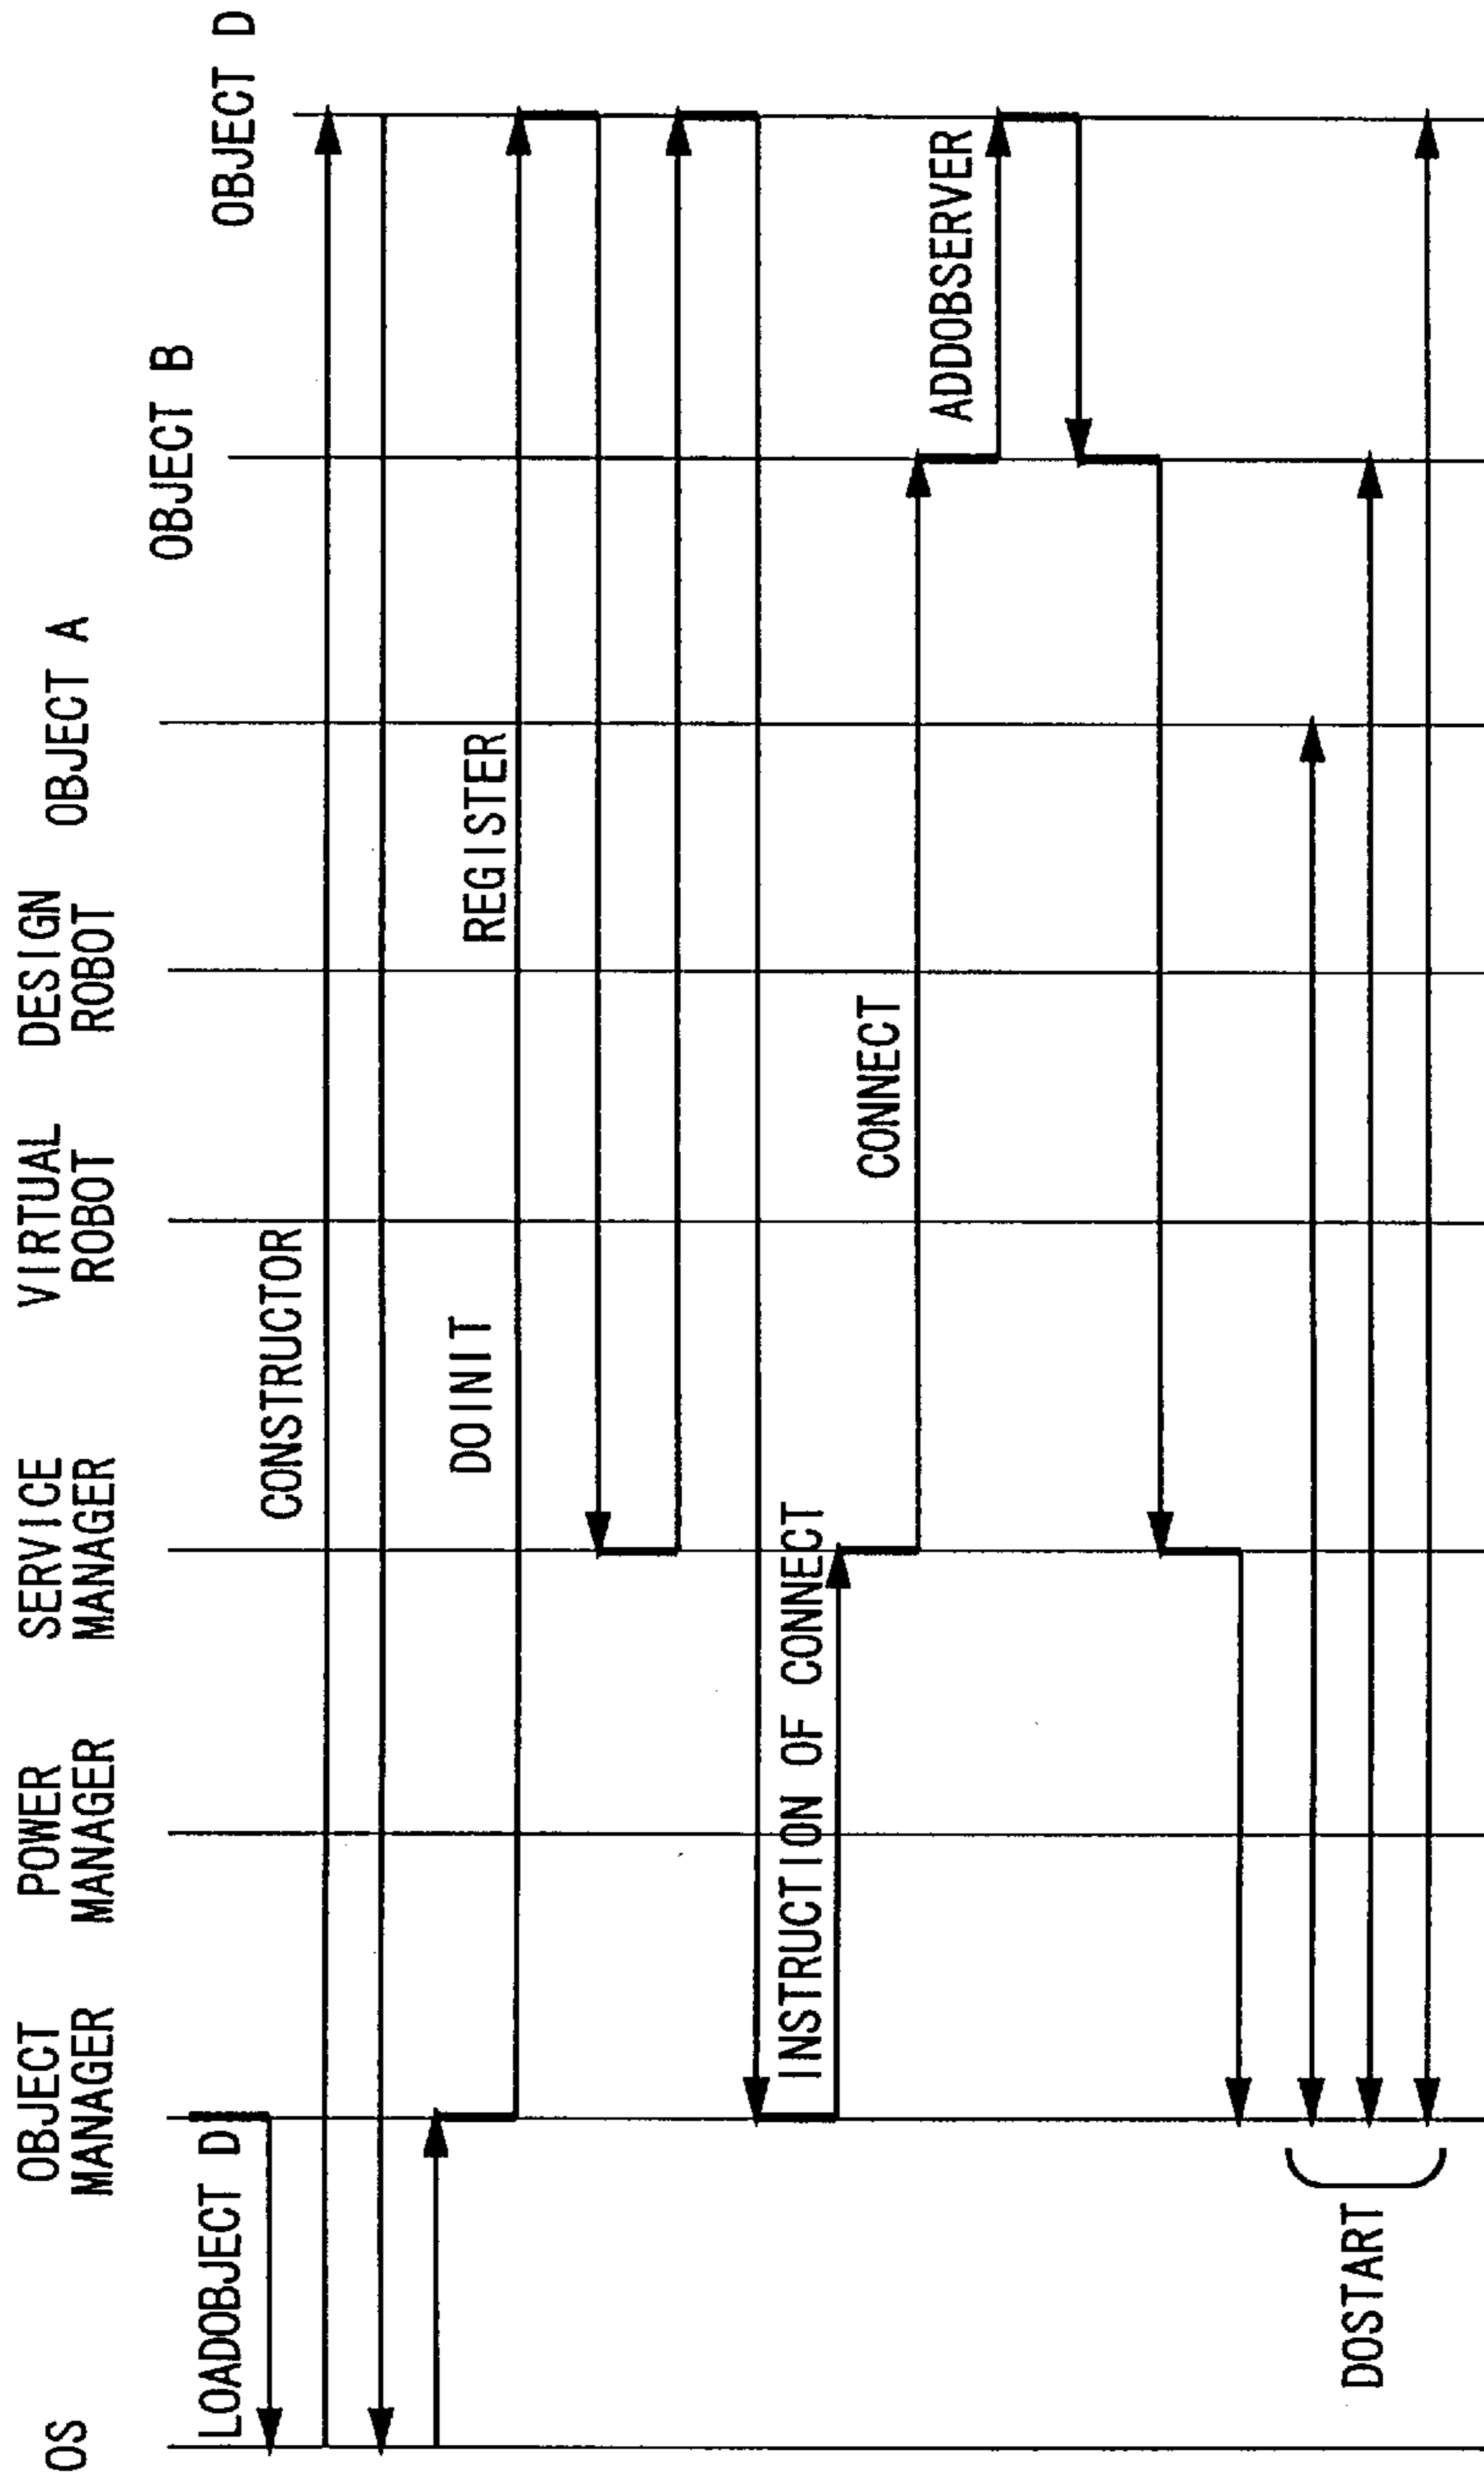 OS
OBJECT
MANAGER
POWER
MANAGER
SERVICE
MANAGER
VIRTUAL
ROBOT
DESIGN
ROBOT
OBJECT A
OBJECT B
OBJECT D
LOADOBJECT D
CONSTRUCTOR
DOINIT
REGISTER
INSTRUCTION OF CONNECT
CONNECT
ADDOBSERVER
DOSTART